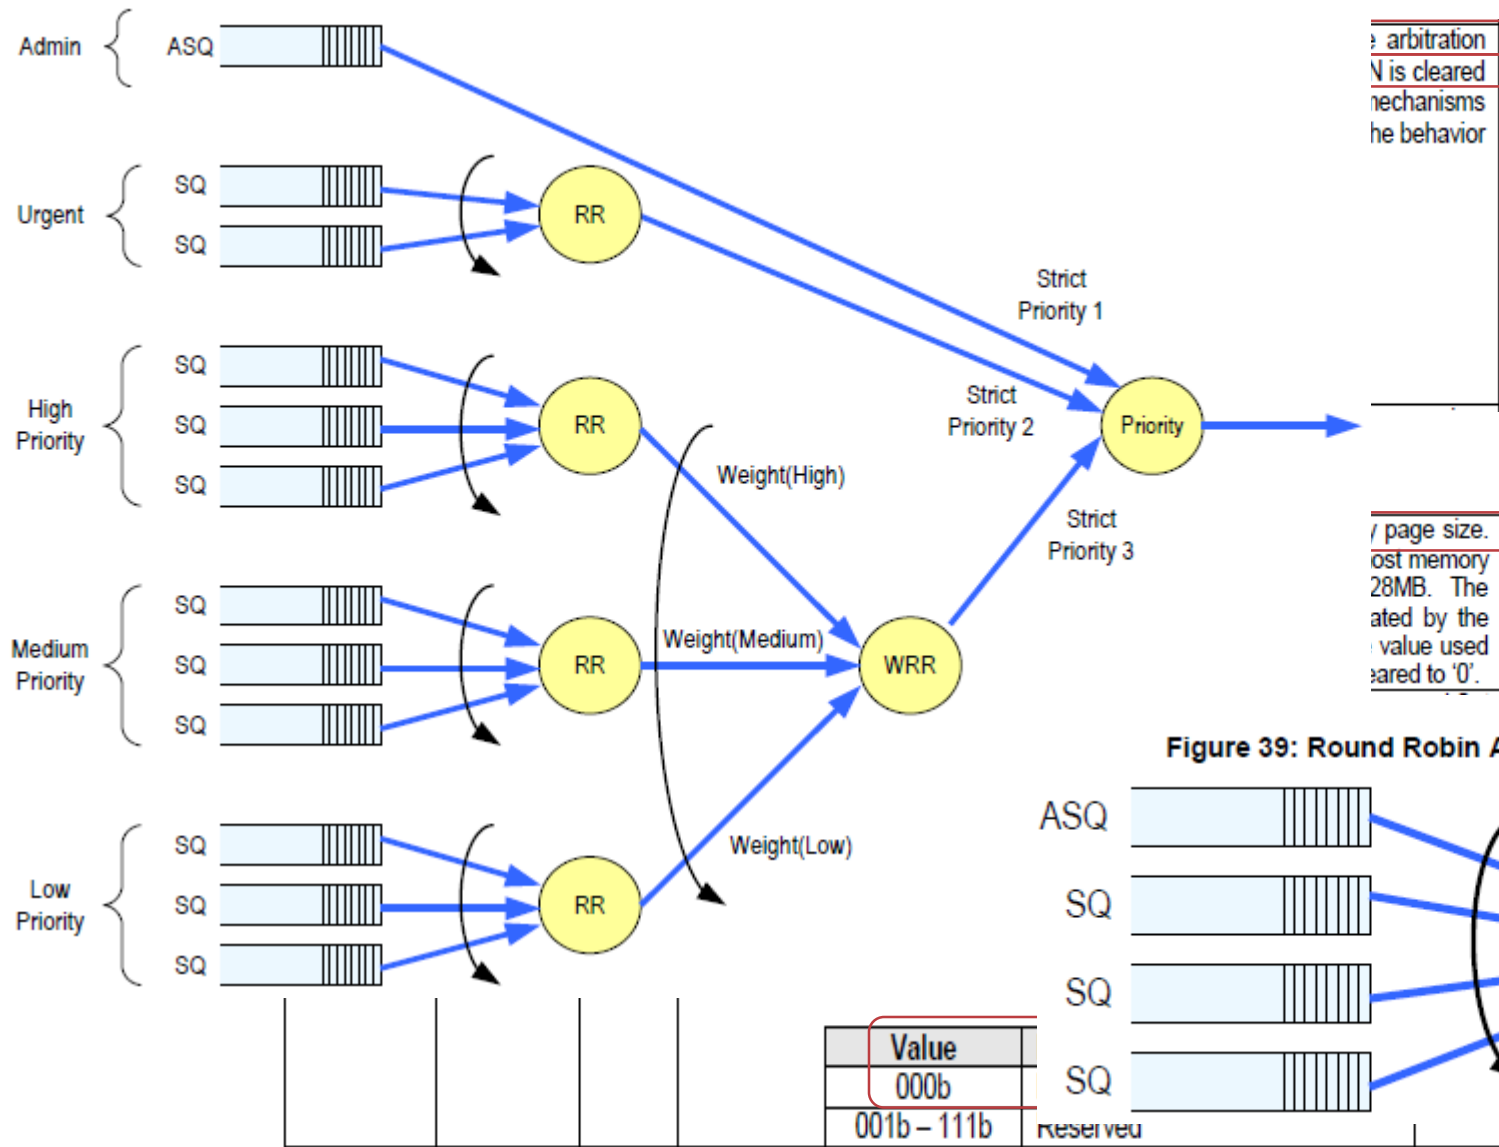 Admin
ASQ
Urgent
SQ
SQ
RR
High
Priority
SQ
SQ
SQ
RR
Medium
Priority
SQ
SQ
SQ
RR
Low
Priority
SQ
SQ
SQ
RR
Weight(High)
Weight(Medium)
Weight(Low)
WRR
Strict
Priority 1
Strict
Priority 2
Strict
Priority 3
Priority
arbitration
N is cleared
mechanisms
he behavior
page size.
ost memory
28MB. The
ated by the
value used
eared to ‘0’.
Figure 39: Round Robin A
ASQ
SQ
SQ
SQ
Value
000b
001b – 111b Reserved